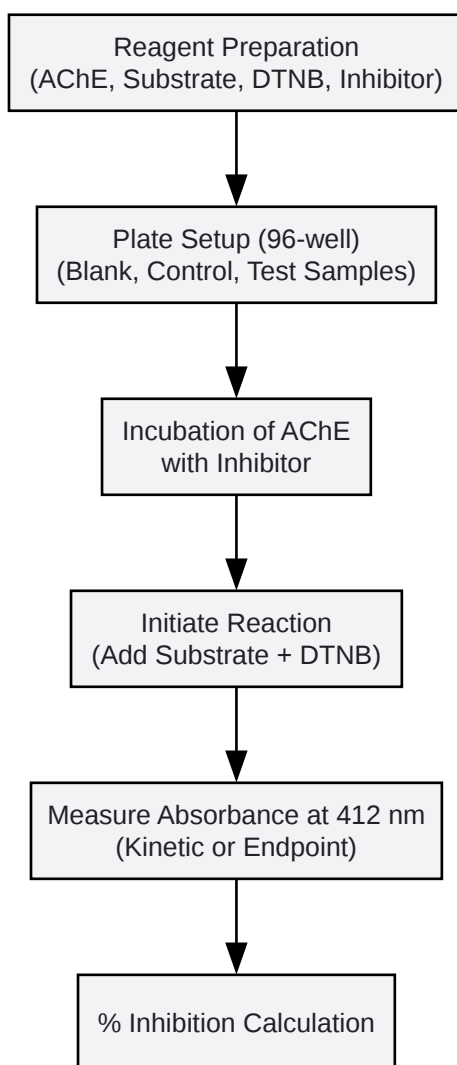 Reagent Preparation
(AChE, Substrate, DTNB, Inhibitor)
Plate Setup (96-well)
(Blank, Control, Test Samples)
Incubation of AChE
with Inhibitor
Initiate Reaction
(Add Substrate + DTNB)
Measure Absorbance at 412 nm
(Kinetic or Endpoint)
% Inhibition Calculation